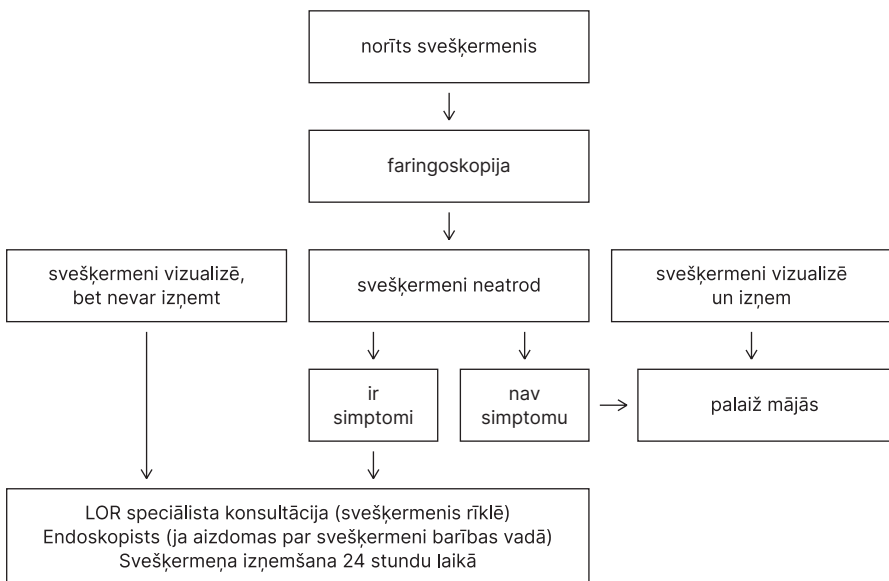 norīts svešķermenis
faringoskopija
svešķermeni vizualizē,
bet nevar izņemt
svešķermeni neatrod
svešķermeni vizualizē
un izņem
ir
simptomi
nav
simptomu
palaiž mājās
LOR speciālista konsultācija (svešķermenis rīklē)
Endoskopists (ja aizdomas par svešķermeni barības vadā)
Svešķermeņa izņemšana 24 stundu laikā